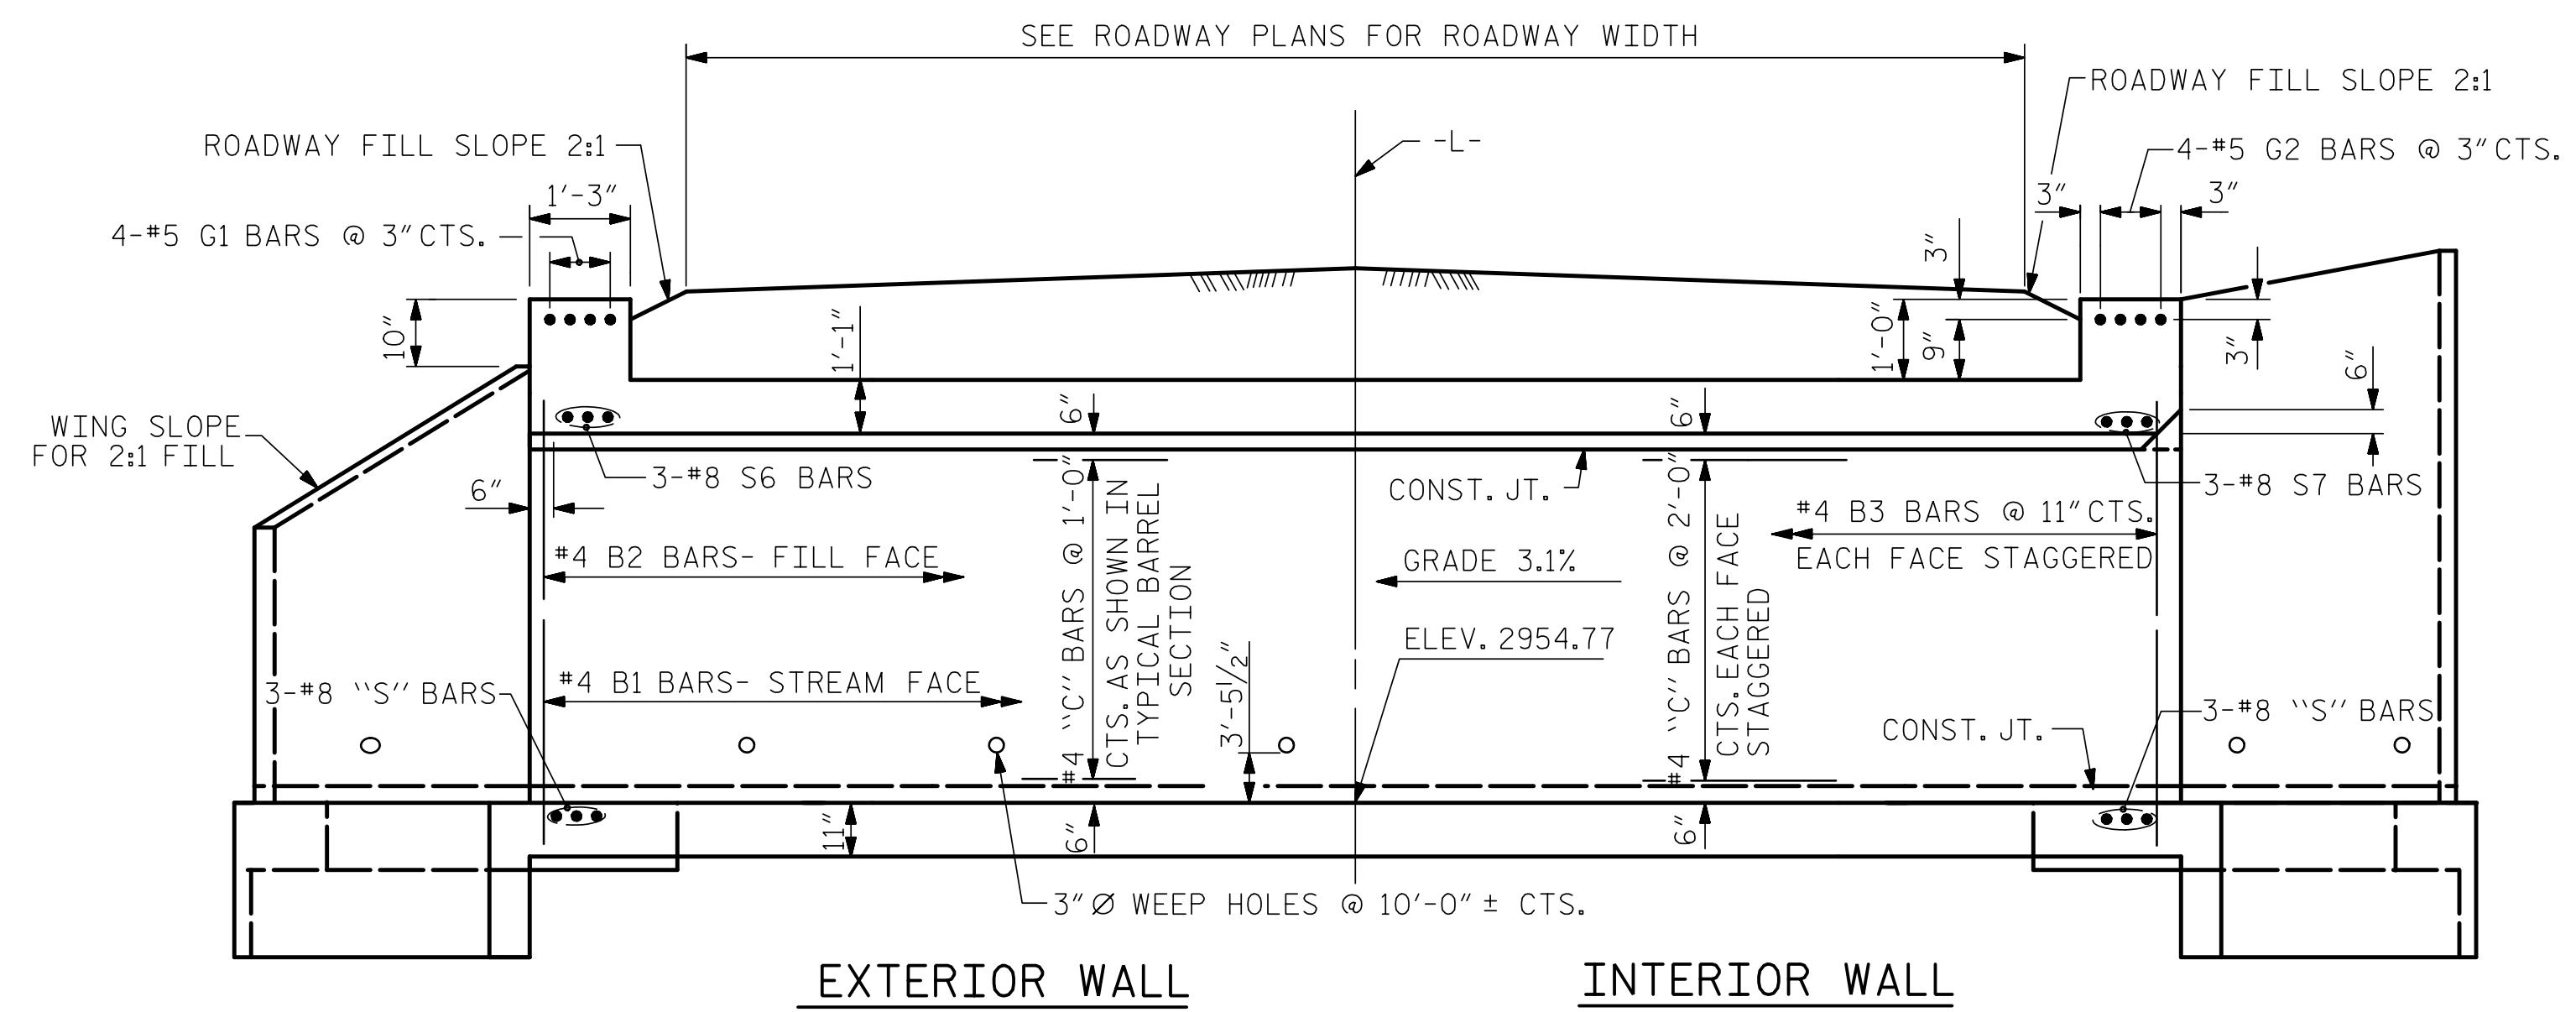 SEE ROADWAY PLANS FOR ROADWAY WIDTH
ROADWAY FILL SLOPE 2:1
ROADWAY FILL SLOPE 2:1
-L-
4-#5 G2 BARS @ 3" CTS.
1'-3"
3"
3"
4-#5 G1 BARS @ 3" CTS.
3"
10"
1'-1"
1'-0"
9"
3"
6"
WING SLOPE
FOR 2:1 FILL
6"
6"
3-#8 S6 BARS
6"
CONST. JT.
3-#8 S7 BARS
#4 B3 BARS @ 11" CTS.
EACH FACE STAGGERED
#4 B2 BARS- FILL FACE
#4 "C" BARS @ 1'-0"
CTS. AS SHOWN IN
TYPICAL BARREL
SECTION
GRADE 3.1%
#4 "C" BARS @ 2'-0"
CTS. EACH FACE
STAGGERED
ELEV. 2954.77
3-#8 "S" BARS
#4 B1 BARS- STREAM FACE
3'-5 1/2"
CONST. JT.
3-#8 "S" BARS
11"
6"
6"
3" Ø WEEP HOLES @ 10'-0" ± CTS.
EXTERIOR WALL
INTERIOR WALL